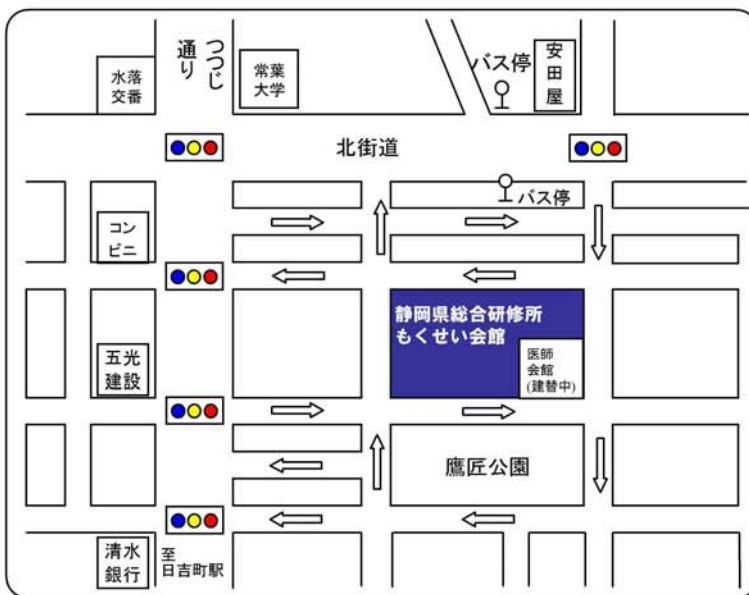 水落
交番
つつじ
通り
常葉
大学
バス停
安田屋
北街道
バス停
コン
ビニ
静岡県総合研修所
もくせい会館
医師
会館
(建替中)
五光
建設
鷹匠公園
清水
銀行
至
日吉町駅